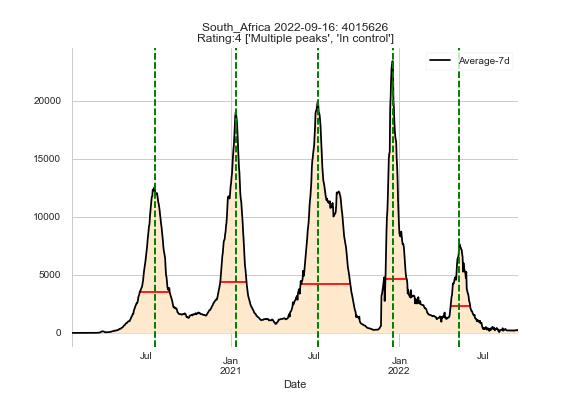 South_Africa 2022-09-16: 4015626
Rating:4 ['Multiple peaks', 'In control']
Average-7d
20000
15000
10000
5000
0
Jul
Jan
2021
Jul
Jan
2022
Jul
Date